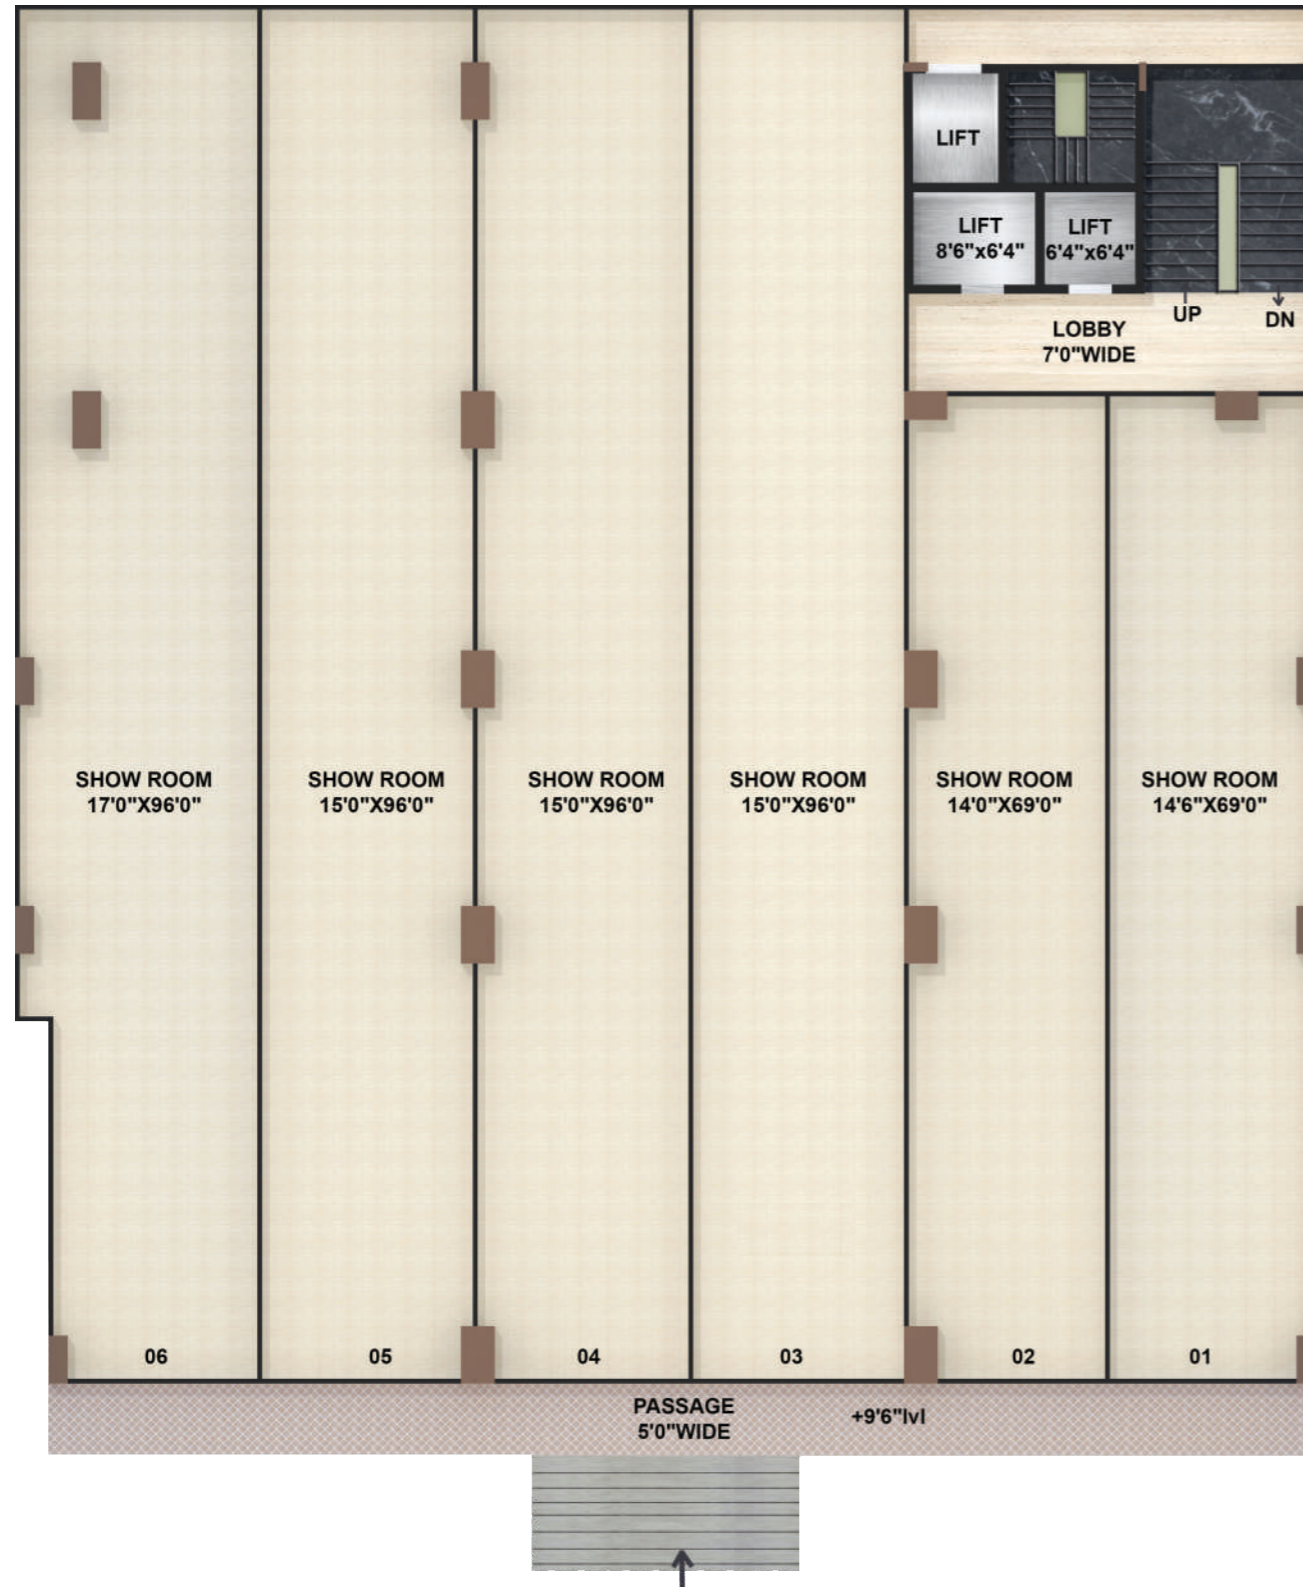 LIFT
LIFT
8'6"x6'4"
LIFT
6'4"x6'4"
UP
DN
LOBBY
7'0"WIDE
SHOW ROOM
17'0"X96'0"
SHOW ROOM
15'0"X96'0"
SHOW ROOM
15'0"X96'0"
SHOW ROOM
15'0"X96'0"
SHOW ROOM
14'0"X69'0"
SHOW ROOM
14'6"X69'0"
06
05
04
03
02
01
PASSAGE
5'0"WIDE
+9'6"lvl